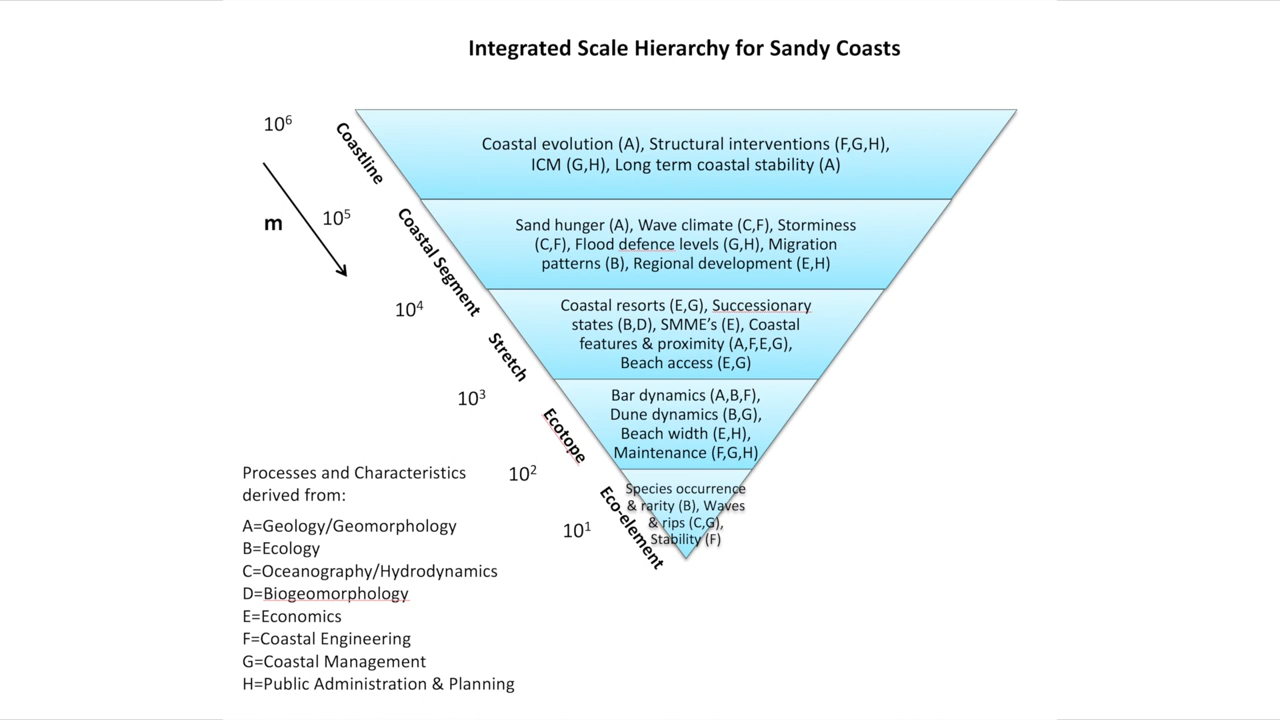 Integrated Scale Hierarchy for Sandy Coasts
10⁶
Coastline
Coastal evolution (A), Structural interventions (F,G,H),
ICM (G,H), Long term coastal stability (A)
m
10⁵
Coastal Segment
Sand hunger (A), Wave climate (C,F), Storminess
(C,F), Flood defence levels (G,H), Migration
patterns (B), Regional development (E,H)
10⁴
Stretch
Coastal resorts (E,G), Successionary
states (B,D), SMME's (E), Coastal
features & proximity (A,F,E,G),
Beach access (E,G)
10³
Ecotope
Bar dynamics (A,B,F),
Dune dynamics (B,G),
Beach width (E,H),
Maintenance (F,G,H)
10²
Eco-element
Species occurrence
& rarity (B), Waves
& rips (C,G),
Stability (F)
10¹
Processes and Characteristics
derived from:
A=Geology/Geomorphology
B=Ecology
C=Oceanography/Hydrodynamics
D=Biogeomorphology
E=Economics
F=Coastal Engineering
G=Coastal Management
H=Public Administration & Planning